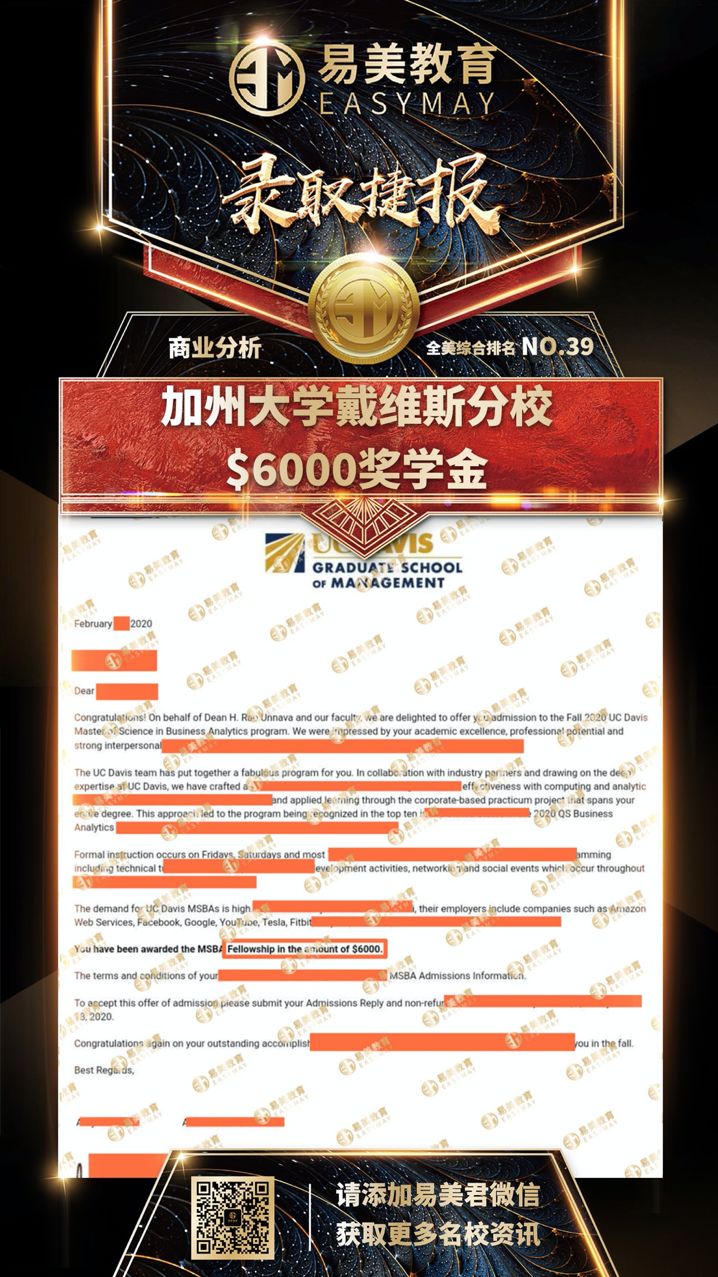 易美教育
EASYMAY
录取捷报
商业分析
全美综合排名 NO.39
加州大学戴维斯分校
$6000奖学金
UC DAVIS
GRADUATE SCHOOL
OF MANAGEMENT
February 2020
Dear
Congratulations! On behalf of Dean H. Rao Unnava and our faculty, we are delighted to offer you admission to the Fall 2020 UC Davis
Master of Science in Business Analytics program. We were impressed by your academic excellence, professional potential and
strong interpersonal
The UC Davis team has put together a fabulous program for you. In collaboration with industry partners and drawing on the deep
expertise at UC Davis, we have crafted a effectiveness with computing and analytic
and applied learning through the corporate-based practicum project that spans your
entire degree. This approach led to the program being recognized in the top ten 2020 QS Business
Analytics
Formal instruction occurs on Fridays, Saturdays and most amming
including technical evelopment activities, networking and social events which occur throughout
The demand for UC Davis MSBAs is high, their employers include companies such as Amazon
Web Services, Facebook, Google, YouTube, Tesla, Fitbit
You have been awarded the MSBA Fellowship in the amount of $6000.
The terms and conditions of your MSBA Admissions Information.
To accept this offer of admission please submit your Admissions Reply and non-refun
13, 2020.
Congratulations again on your outstanding accomplish you in the fall.
Best Regards,
请添加易美君微信
获取更多名校资讯